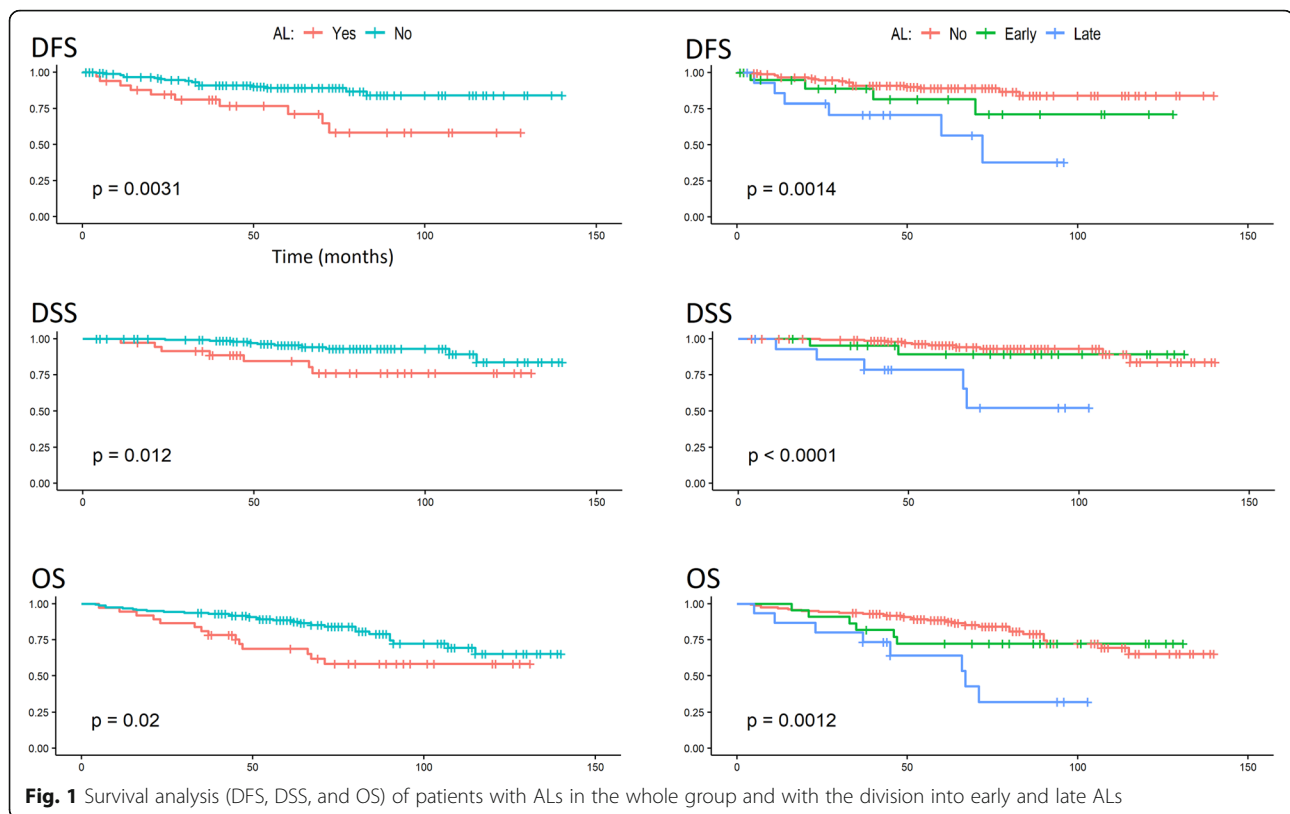 AL: Yes No
DFS
1.00
0.75
0.50
0.25
0.00
p = 0.0031
0 50 100 150
Time (months)
AL: No Early Late
DFS
1.00
0.75
0.50
0.25
0.00
p = 0.0014
0 50 100 150
DSS
1.00
0.75
0.50
0.25
0.00
p = 0.012
0 50 100 150
DSS
1.00
0.75
0.50
0.25
0.00
p < 0.0001
0 50 100 150
OS
1.00
0.75
0.50
0.25
0.00
p = 0.02
0 50 100 150
OS
1.00
0.75
0.50
0.25
0.00
p = 0.0012
0 50 100 150
Fig. 1 Survival analysis (DFS, DSS, and OS) of patients with ALs in the whole group and with the division into early and late ALs